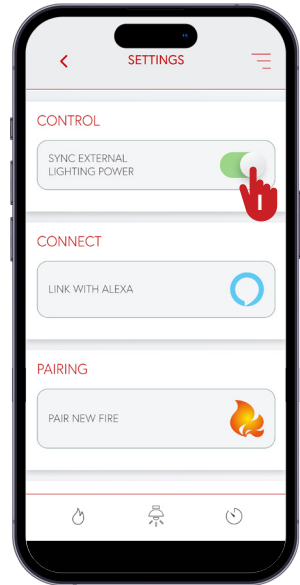 SETTINGS
CONTROL
SYNC EXTERNAL
LIGHTING POWER
I
CONNECT
LINK WITH ALEXA
PAIRING
PAIR NEW FIRE